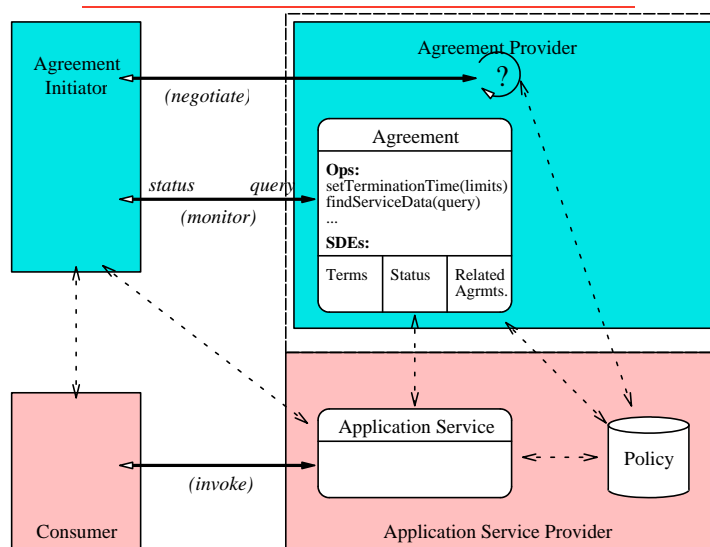 Agreement Provider
Agreement
Initiator
?
(negotiate)
Agreement
Ops:
setTerminationTime(limits)
findServiceData(query)
...
SDEs:
status query
(monitor)
Terms
Status
Related
Agrmts.
Application Service
Policy
(invoke)
Consumer
Application Service Provider